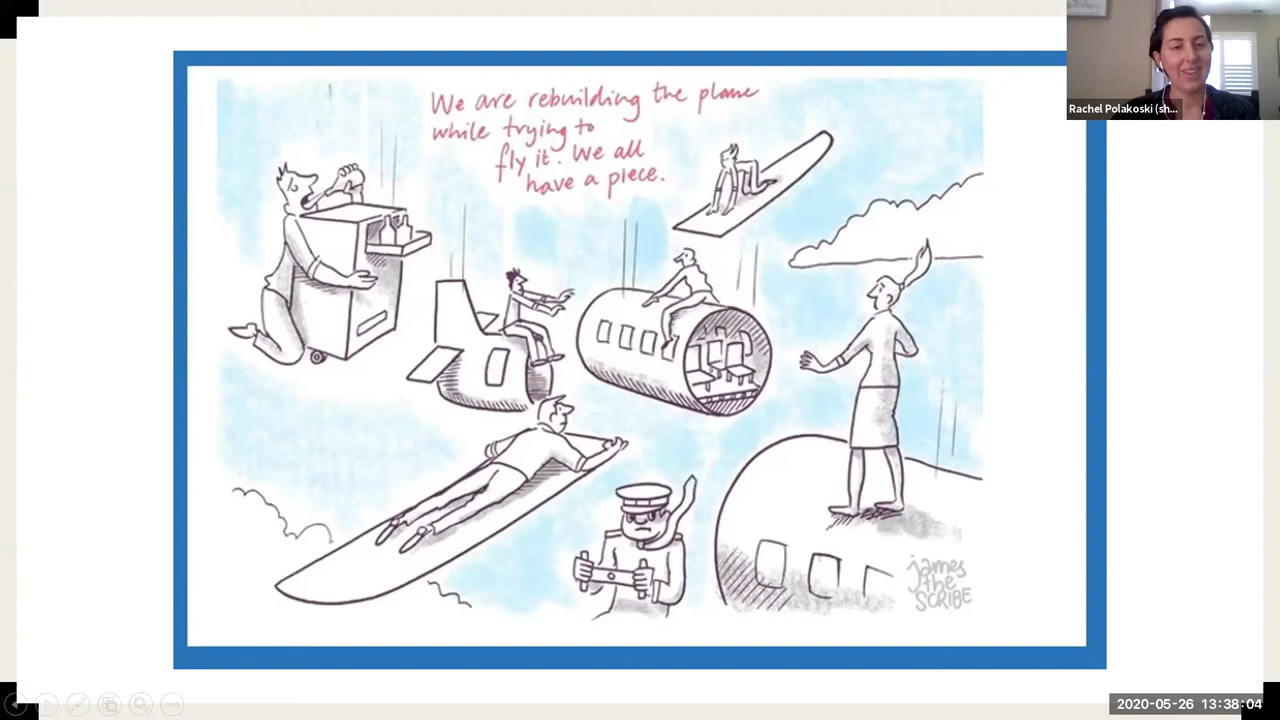 We are rebuilding the plane
while trying to
fly it. We all
have a piece.
james
the
SCRIBE
Rachel Polakoski (sh...
2020-05-26 13:38:04